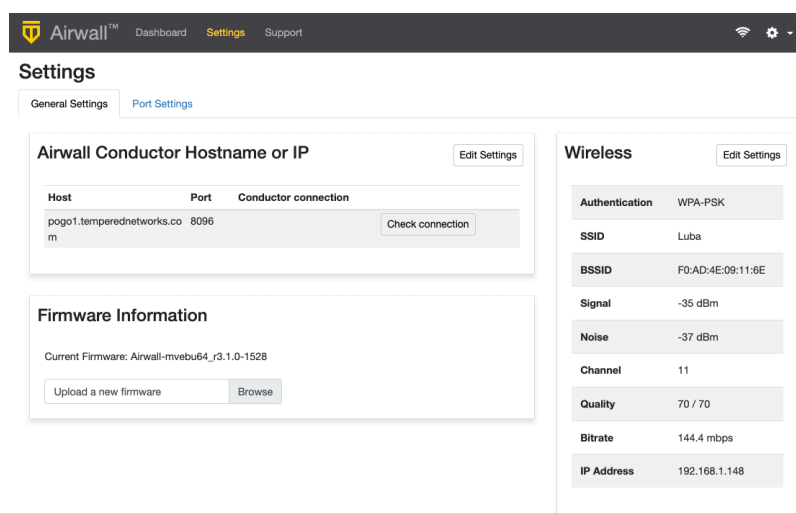 Airwall™ Dashboard Settings Support
Settings
General Settings Port Settings
Airwall Conductor Hostname or IP
Edit Settings
Host Port Conductor connection
pogo1.temperednetworks.co 8096 Check connection
m
Firmware Information
Current Firmware: Airwall-mvebu64_r3.1.0-1528
Upload a new firmware Browse
Wireless
Edit Settings
Authentication WPA-PSK
SSID Luba
BSSID F0:AD:4E:09:11:6E
Signal -35 dBm
Noise -37 dBm
Channel 11
Quality 70 / 70
Bitrate 144.4 mbps
IP Address 192.168.1.148